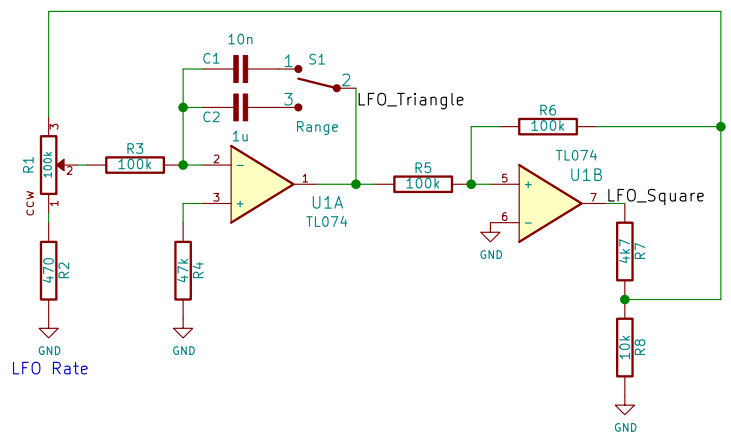 10n
C1
1
S1
2
LFO_Triangle
C2
3
Range
R6
100k
1u
3
R1
100k
2
ccw
1
R3
100k
2
−
1
3
+
U1A
TL074
R5
100k
TL074
U1B
5
+
7
LFO_Square
6
−
GND
470
R2
47k
R4
4k7
R7
10k
R8
GND
GND
LFO Rate
GND